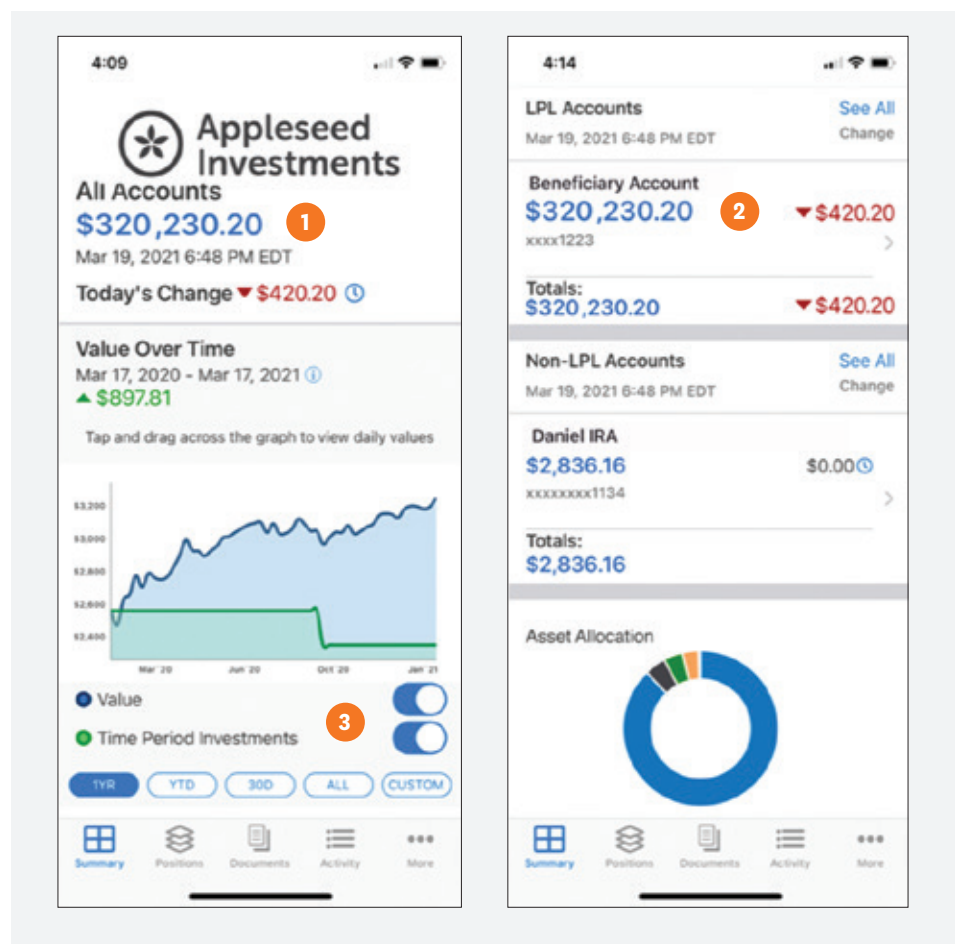 4:09
Appleseed
Investments
All Accounts
$320,230.20
1
Mar 19, 2021 6:48 PM EDT
Today's Change ▼ $420.20
Value Over Time
Mar 17, 2020 - Mar 17, 2021
▲ $897.81
Tap and drag across the graph to view daily values
$3,200
$3,000
$2,800
$2,600
$2,400
Mar '20 Jun '20 Oct '20 Jan '21
Value
3
Time Period Investments
1YR YTD 30D ALL CUSTOM
Summary Positions Documents Activity More
4:14
LPL Accounts See All
Mar 19, 2021 6:48 PM EDT Change
Beneficiary Account
$320,230.20 2 ▼ $420.20
xxxx1223
Totals:
$320,230.20 ▼ $420.20
Non-LPL Accounts See All
Mar 19, 2021 6:48 PM EDT Change
Daniel IRA
$2,836.16 $0.00
xxxxxxxx1134
Totals:
$2,836.16
Asset Allocation
Summary Positions Documents Activity More